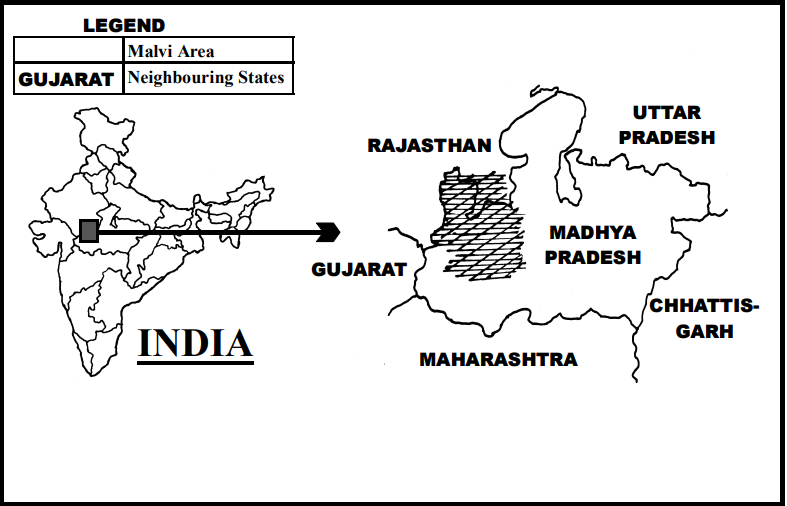 LEGEND
Malvi Area
GUJARAT Neighbouring States
UTTAR
PRADESH
RAJASTHAN
MADHYA
PRADESH
GUJARAT
CHHATTIS-
GARH
INDIA
MAHARASHTRA